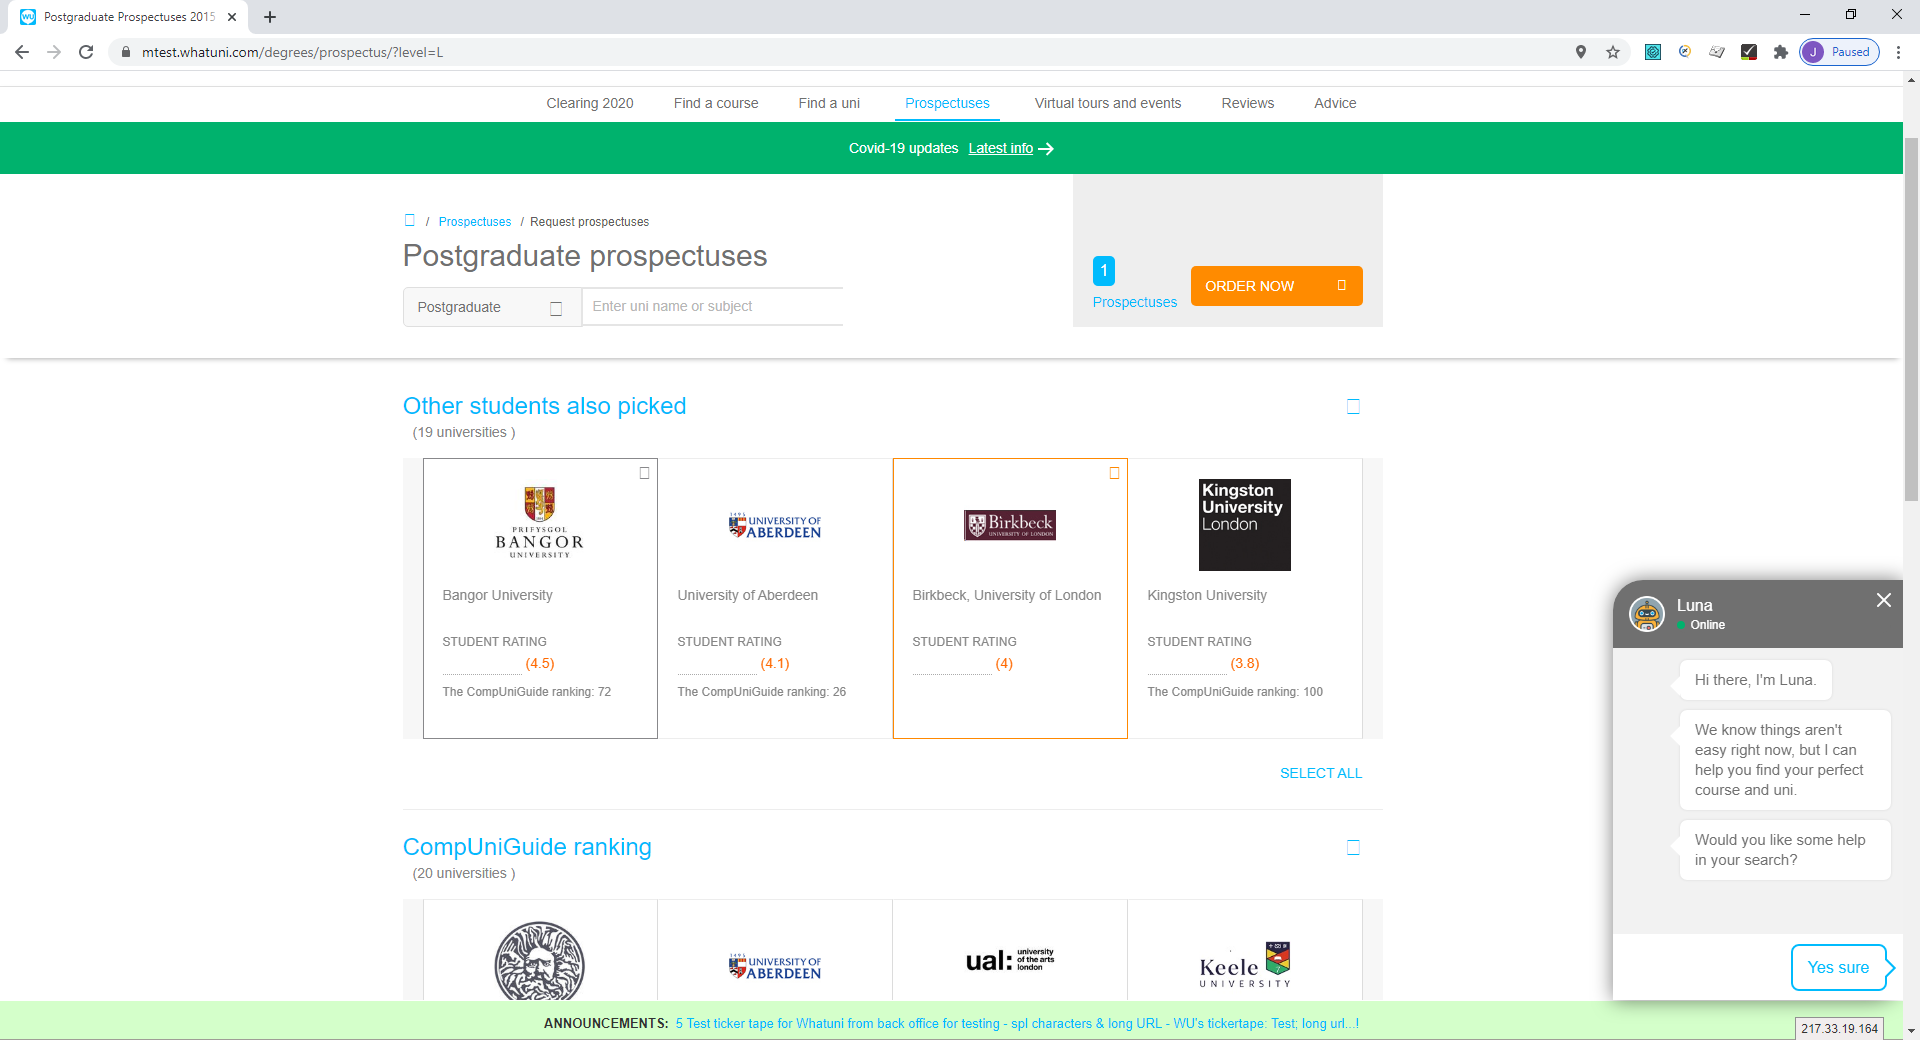 Postgraduate Prospectuses 2015
mtest.whatuni.com/degrees/prospectus/?level=L
J Paused
Clearing 2020 Find a course Find a uni Prospectuses Virtual tours and events Reviews Advice
Covid-19 updates Latest info
/ Prospectuses / Request prospectuses
Postgraduate prospectuses
1
Prospectuses
ORDER NOW
Postgraduate
Enter uni name or subject
Other students also picked
(19 universities )
PRIFYSGOL
BANGOR
UNIVERSITY
1495
UNIVERSITY OF
ABERDEEN
Birkbeck
UNIVERSITY OF LONDON
Kingston
University
London
Bangor University
University of Aberdeen
Birkbeck, University of London
Kingston University
STUDENT RATING STUDENT RATING STUDENT RATING STUDENT RATING
(4.5) (4.1) (4) (3.8)
The CompUniGuide ranking: 72 The CompUniGuide ranking: 26 The CompUniGuide ranking: 100
SELECT ALL
CompUniGuide ranking
(20 universities )
1495
UNIVERSITY OF
ABERDEEN
ual: university
of the arts
london
Keele
UNIVERSITY
Luna
Online
Hi there, I'm Luna.
We know things aren't
easy right now, but I can
help you find your perfect
course and uni.
Would you like some help
in your search?
Yes sure
ANNOUNCEMENTS: 5 Test ticker tape for Whatuni from back office for testing - spl characters & long URL - WU's tickertape: Test; long url...!
217.33.19.164